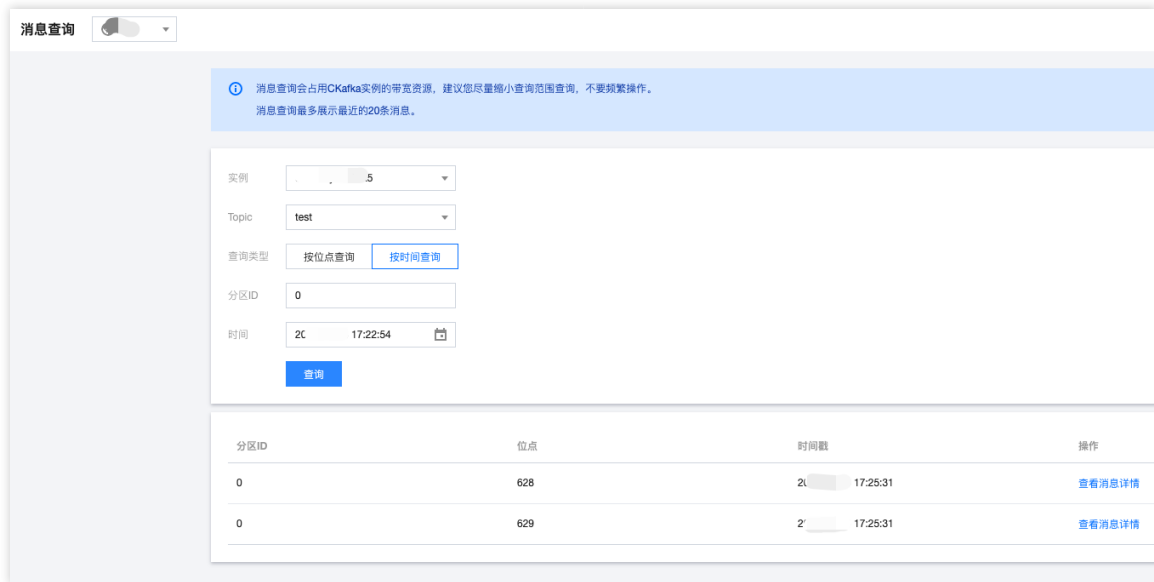 消息查询
消息查询会占用CKafka实例的带宽资源，建议您尽量缩小查询范围查询，不要频繁操作。
消息查询最多展示最近的20条消息。
实例
Topic test
查询类型 按位点查询 按时间查询
分区ID 0
时间 17:22:54
查询
分区ID 位点 时间戳 操作
0 628 17:25:31 查看消息详情
0 629 17:25:31 查看消息详情